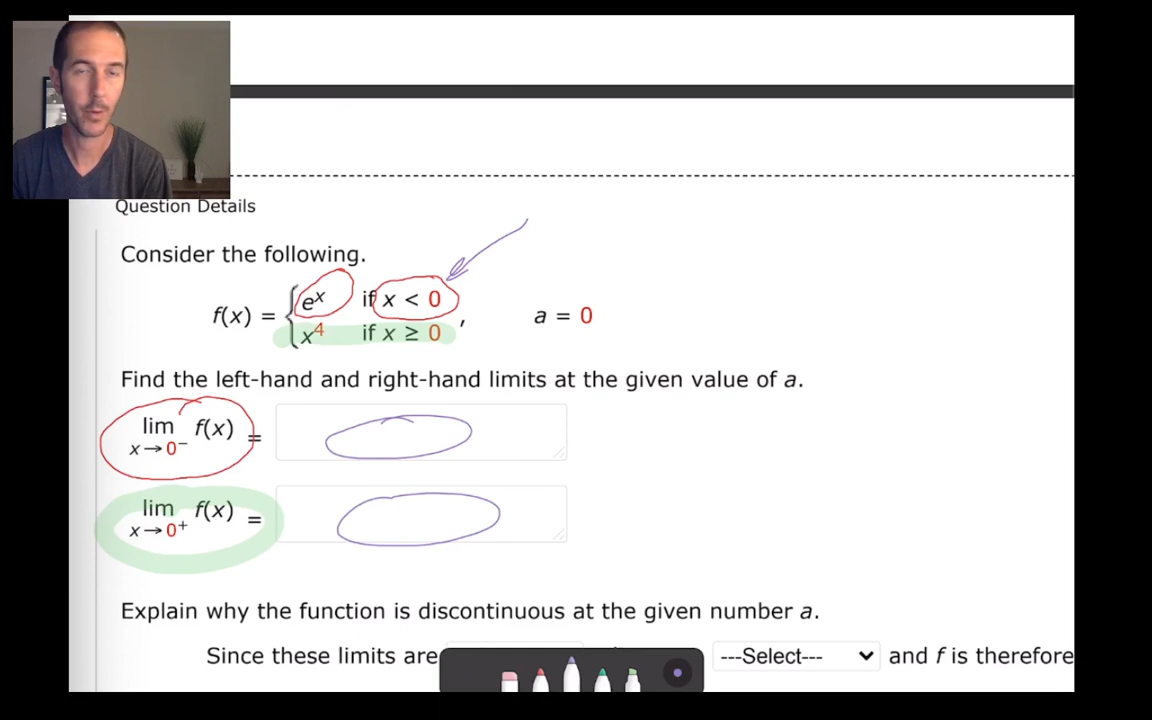 Question Details
Consider the following.
f(x) = { eˣ if x < 0
x⁴ if x ≥ 0 , a = 0
Find the left-hand and right-hand limits at the given value of a.
lim x→0⁻ f(x) =
lim x→0⁺ f(x) =
Explain why the function is discontinuous at the given number a.
Since these limits are ---Select--- and f is therefore